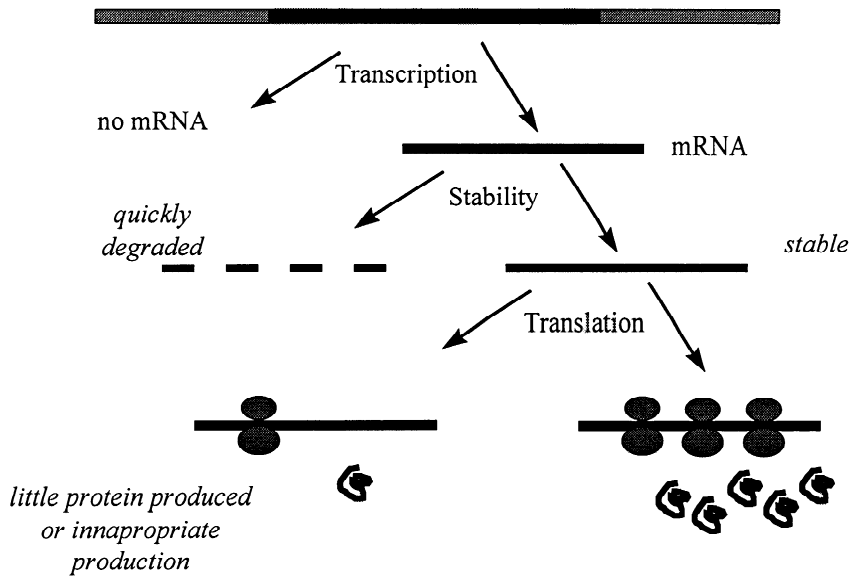 Transcription
no mRNA
mRNA
Stability
quickly
degraded
stable
Translation
little protein produced
or innapropriate
production